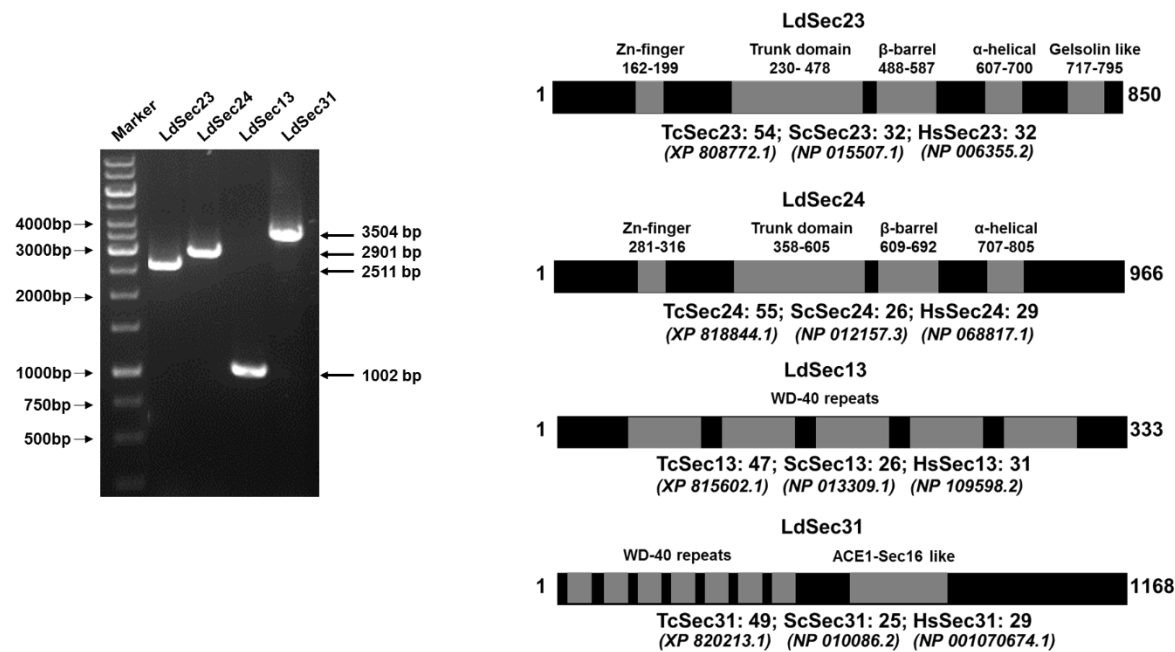 Marker
LdSec23
LdSec24
LdSec13
LdSec31
4000bp
3000bp
2000bp
1000bp
750bp
500bp
3504 bp
2901 bp
2511 bp
1002 bp
LdSec23
Zn-finger Trunk domain β-barrel α-helical Gelsolin like
162-199 230- 478 488-587 607-700 717-795
1 850
TcSec23: 54; ScSec23: 32; HsSec23: 32
(XP 808772.1) (NP 015507.1) (NP 006355.2)
LdSec24
Zn-finger Trunk domain β-barrel α-helical
281-316 358-605 609-692 707-805
1 966
TcSec24: 55; ScSec24: 26; HsSec24: 29
(XP 818844.1) (NP 012157.3) (NP 068817.1)
LdSec13
WD-40 repeats
1 333
TcSec13: 47; ScSec13: 26; HsSec13: 31
(XP 815602.1) (NP 013309.1) (NP 109598.2)
LdSec31
WD-40 repeats ACE1-Sec16 like
1 1168
TcSec31: 49; ScSec31: 25; HsSec31: 29
(XP 820213.1) (NP 010086.2) (NP 001070674.1)